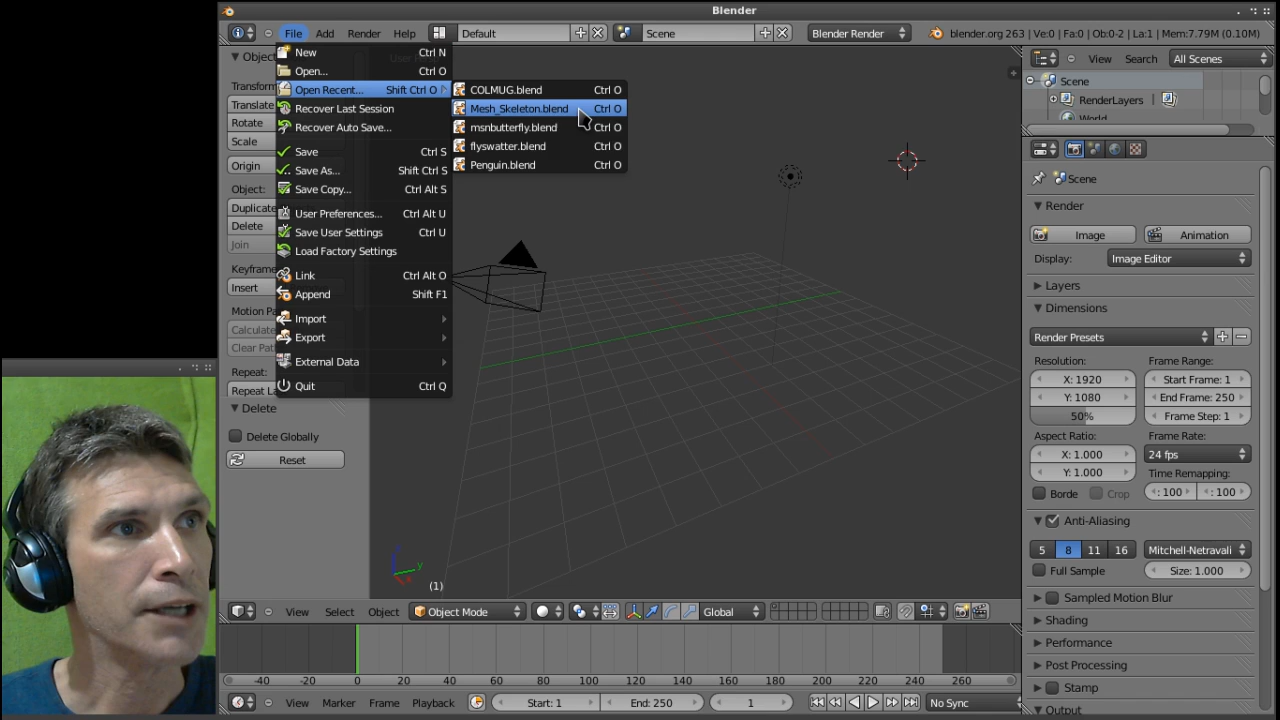 Blender
File Add Render Help Default Scene Blender Render blender.org 263 | Ve:0 | Fa:0 | Ob:0-2 | La:1 | Mem:7.79M (0.10M)
New Ctrl N
Open... Ctrl O
Open Recent... Shift Ctrl O
Recover Last Session
Recover Auto Save...
Save Ctrl S
Save As... Shift Ctrl S
Save Copy... Ctrl Alt S
User Preferences... Ctrl Alt U
Save User Settings Ctrl U
Load Factory Settings
Link Ctrl Alt O
Append Shift F1
Import
Export
External Data
Quit Ctrl Q
COLMUG.blend Ctrl O
Mesh_Skeleton.blend Ctrl O
msnbutterfly.blend Ctrl O
flyswatter.blend Ctrl O
Penguin.blend Ctrl O
Objec
Transform
Translate
Rotate
Scale
Origin
Object:
Duplicate
Delete
Join
Keyframe
Insert
Motion Pa
Calculate
Clear Pat
Repeat:
Repeat La
Delete
Delete Globally
Reset
y
x
(1)
View Select Object Object Mode Global
-40 -20 0 20 40 60 80 100 120 140 160 180 200 220 240 260
View Marker Frame Playback Start: 1 End: 250 1 No Sync
View Search All Scenes
Scene
RenderLayers |
World
Scene
Render
Image Animation
Display: Image Editor
Layers
Dimensions
Render Presets
Resolution: Frame Range:
X: 1920 Start Frame: 1
Y: 1080 End Frame: 250
50% Frame Step: 1
Aspect Ratio: Frame Rate:
X: 1.000 24 fps
Y: 1.000 Time Remapping:
Borde Crop : 100 : 100
Anti-Aliasing
5 8 11 16 Mitchell-Netravali
Full Sample Size: 1.000
Sampled Motion Blur
Shading
Performance
Post Processing
Stamp
Output